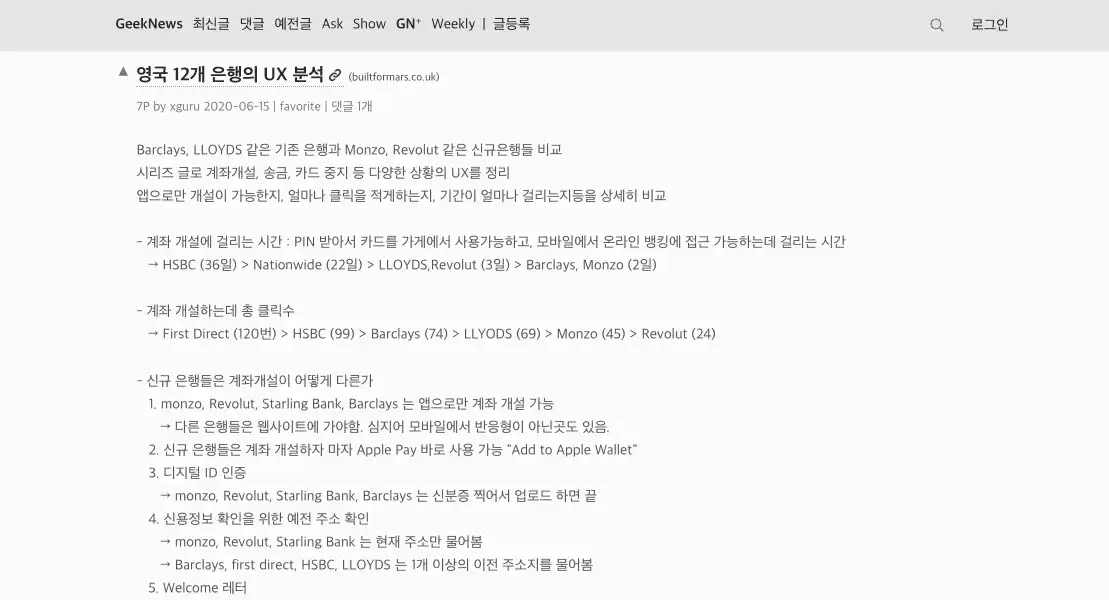 GeekNews 최신글 댓글 예전글 Ask Show GN⁺ Weekly | 글등록 로그인
▲ 영국 12개 은행의 UX 분석 (builtformars.co.uk)
7P by xguru 2020-06-15 | favorite | 댓글 1개
Barclays, LLOYDS 같은 기존 은행과 Monzo, Revolut 같은 신규은행들 비교
시리즈 글로 계좌개설, 송금, 카드 중지 등 다양한 상황의 UX를 정리
앱으로만 개설이 가능한지, 얼마나 클릭을 적게하는지, 기간이 얼마나 걸리는지등을 상세히 비교
- 계좌 개설에 걸리는 시간 : PIN 받아서 카드를 가게에서 사용가능하고, 모바일에서 온라인 뱅킹에 접근 가능하는데 걸리는 시간
→ HSBC (36일) > Nationwide (22일) > LLOYDS,Revolut (3일) > Barclays, Monzo (2일)
- 계좌 개설하는데 총 클릭수
→ First Direct (120번) > HSBC (99) > Barclays (74) > LLYODS (69) > Monzo (45) > Revolut (24)
- 신규 은행들은 계좌개설이 어떻게 다른가
1. monzo, Revolut, Starling Bank, Barclays 는 앱으로만 계좌 개설 가능
→ 다른 은행들은 웹사이트에 가야함. 심지어 모바일에서 반응형이 아닌곳도 있음.
2. 신규 은행들은 계좌 개설하자 마자 Apple Pay 바로 사용 가능 "Add to Apple Wallet"
3. 디지털 ID 인증
→ monzo, Revolut, Starling Bank, Barclays 는 신분증 찍어서 업로드 하면 끝
4. 신용정보 확인을 위한 예전 주소 확인
→ monzo, Revolut, Starling Bank 는 현재 주소만 물어봄
→ Barclays, first direct, HSBC, LLOYDS 는 1개 이상의 이전 주소지를 물어봄
5. Welcome 레터